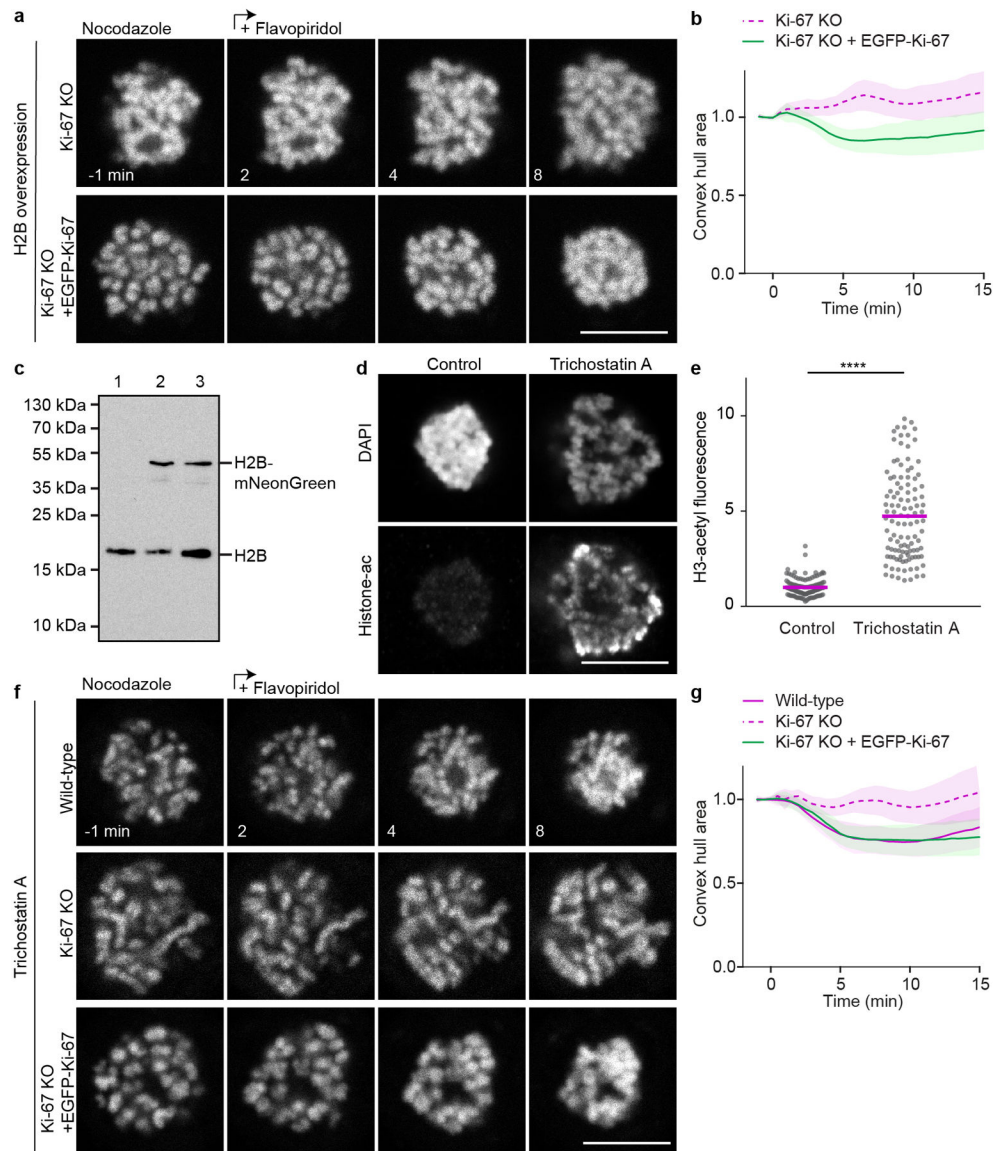 a
Nocodazole
+ Flavopiridol
H2B overexpression
Ki-67 KO
-1 min
2
4
8
Ki-67 KO
+EGFP-Ki-67
b
Ki-67 KO
Ki-67 KO + EGFP-Ki-67
Convex hull area
1.0
0.5
0.0
0
5
10
15
Time (min)
c
1
2
3
130 kDa
70 kDa
55 kDa
35 kDa
25 kDa
15 kDa
10 kDa
H2B-
mNeonGreen
H2B
d
Control
Trichostatin A
DAPI
Histone-ac
e
****
H3-acetyl fluorescence
10
5
0
Control
Trichostatin A
f
Nocodazole
+ Flavopiridol
Trichostatin A
Wild-type
-1 min
2
4
8
Ki-67 KO
Ki-67 KO
+EGFP-Ki-67
g
Wild-type
Ki-67 KO
Ki-67 KO + EGFP-Ki-67
Convex hull area
1.0
0.5
0.0
0
5
10
15
Time (min)